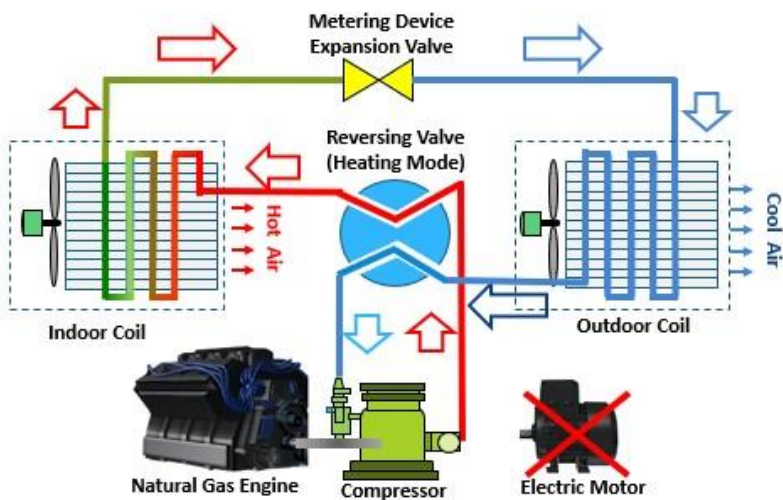 Metering Device
Expansion Valve
Reversing Valve
(Heating Mode)
Hot Air
Cool Air
Indoor Coil
Outdoor Coil
Natural Gas Engine
Compressor
Electric Motor